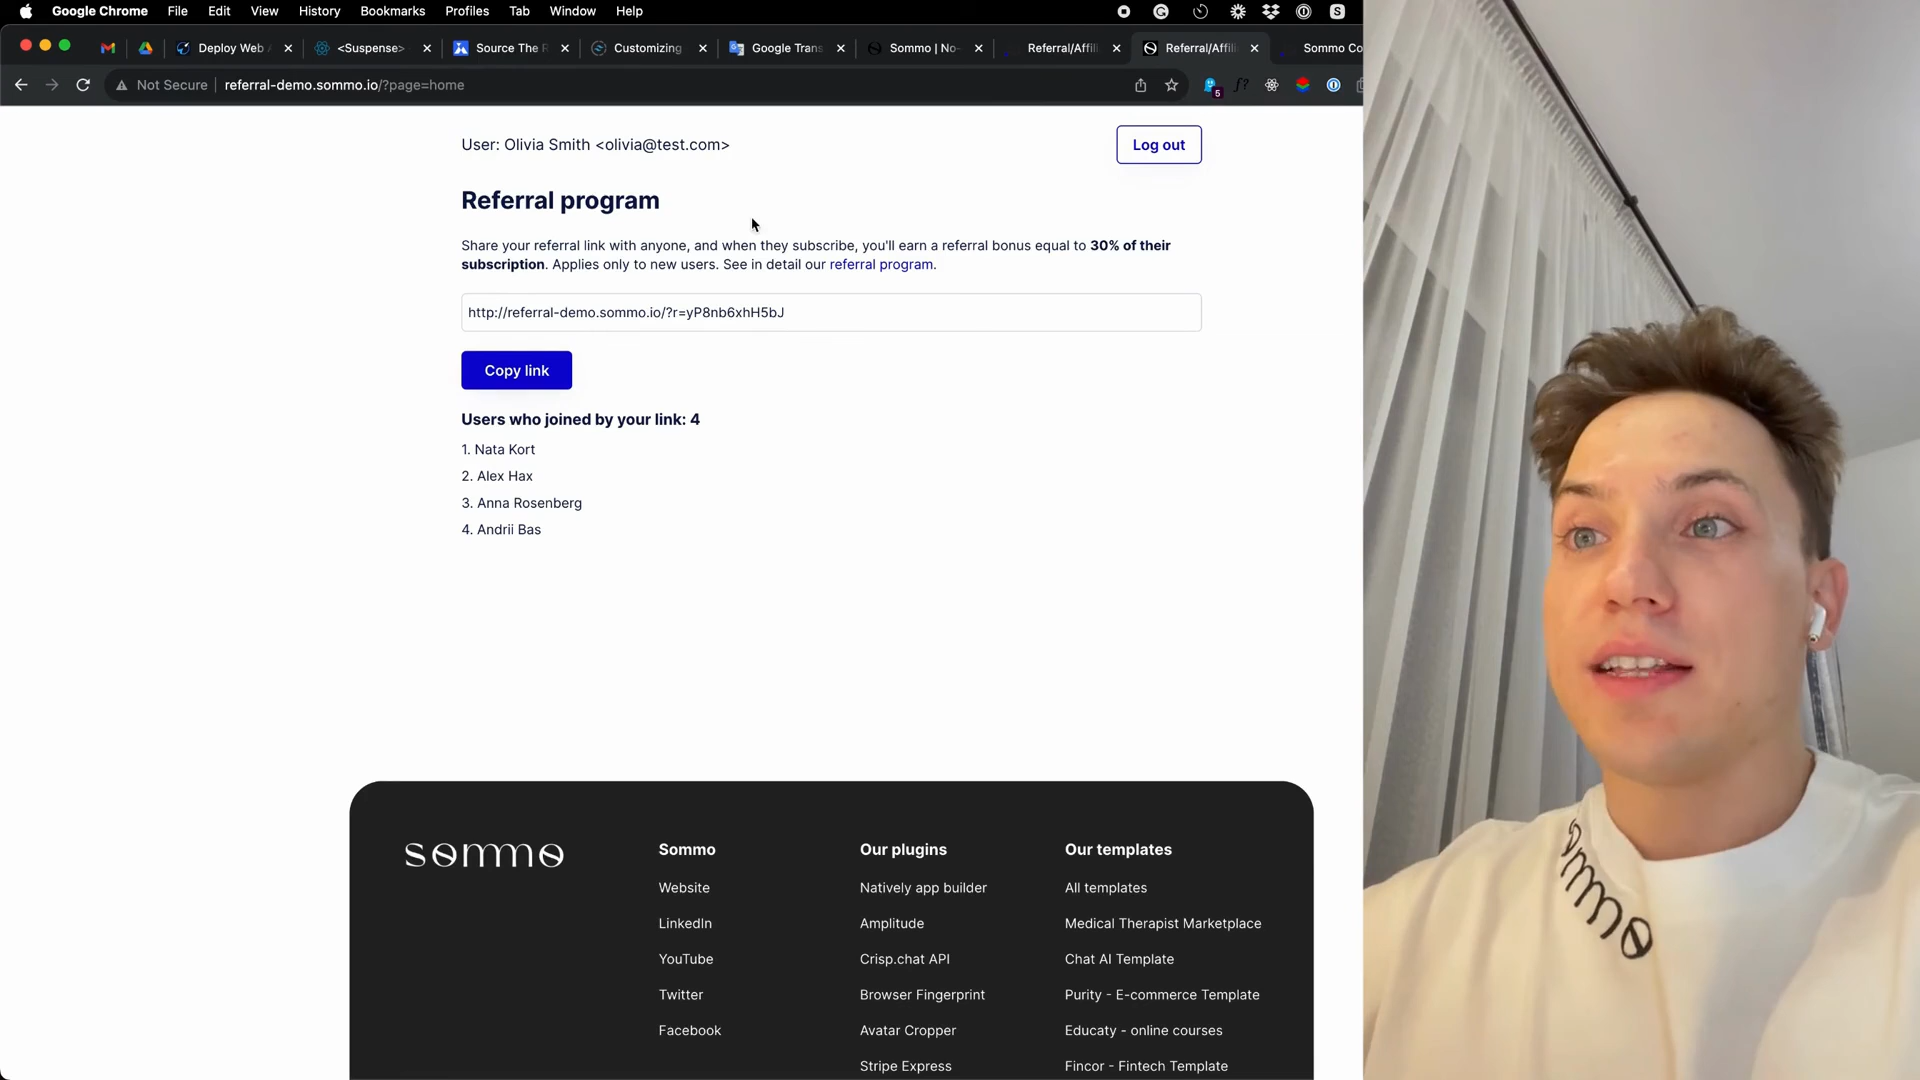 Google Chrome File Edit View History Bookmarks Profiles Tab Window Help
Deploy Web <Suspense> Source The Customizing Google Trans Sommo | No- Referral/Affili Referral/Affili Sommo Co
Not Secure referral-demo.sommo.io/?page=home
5
User: Olivia Smith <olivia@test.com>
Log out
Referral program
Share your referral link with anyone, and when they subscribe, you'll earn a referral bonus equal to 30% of their
subscription. Applies only to new users. See in detail our referral program.
http://referral-demo.sommo.io/?r=yP8nb6xhH5bJ
Copy link
Users who joined by your link: 4
1. Nata Kort
2. Alex Hax
3. Anna Rosenberg
4. Andrii Bas
sommo
Sommo
Website
LinkedIn
YouTube
Twitter
Facebook
Our plugins
Natively app builder
Amplitude
Crisp.chat API
Browser Fingerprint
Avatar Cropper
Stripe Express
Our templates
All templates
Medical Therapist Marketplace
Chat AI Template
Purity - E-commerce Template
Educaty - online courses
Fincor - Fintech Template
sommo